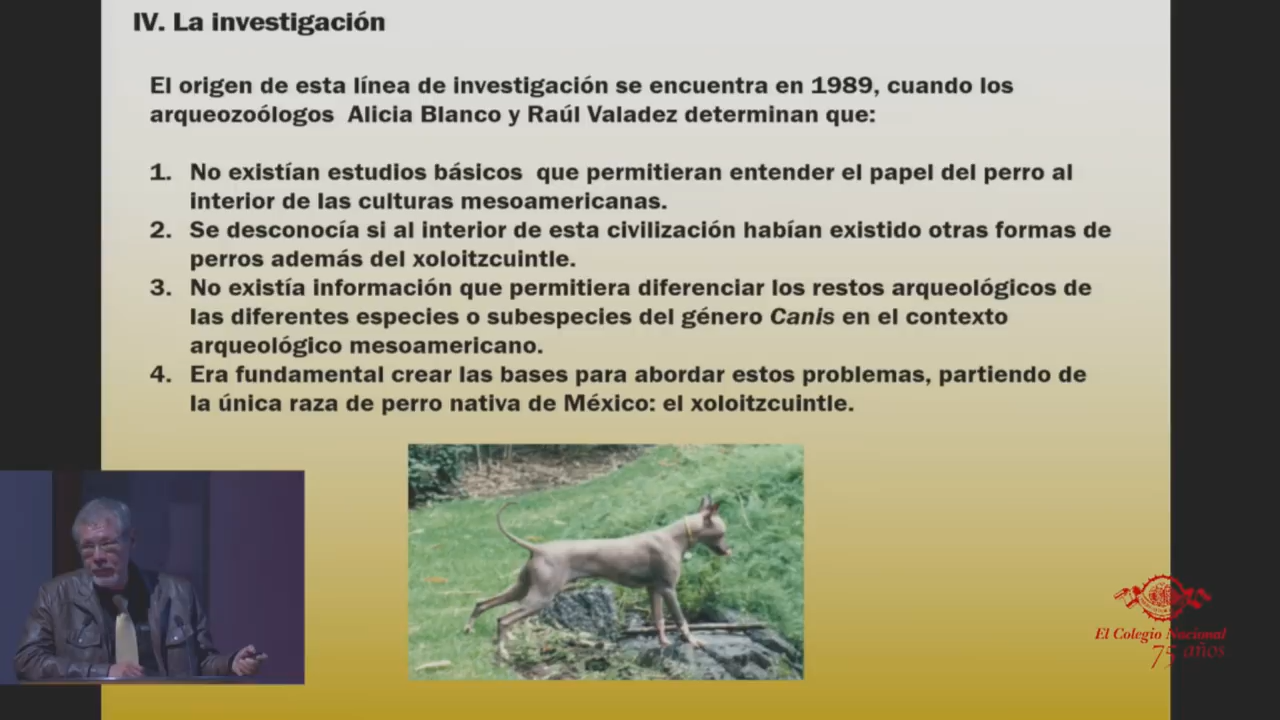 IV. La investigación
El origen de esta línea de investigación se encuentra en 1989, cuando los
arqueozoólogos Alicia Blanco y Raúl Valadez determinan que:
1. No existían estudios básicos que permitieran entender el papel del perro al
interior de las culturas mesoamericanas.
2. Se desconocía si al interior de esta civilización habían existido otras formas de
perros además del xoloitzcuintle.
3. No existía información que permitiera diferenciar los restos arqueológicos de
las diferentes especies o subespecies del género Canis en el contexto
arqueológico mesoamericano.
4. Era fundamental crear las bases para abordar estos problemas, partiendo de
la única raza de perro nativa de México: el xoloitzcuintle.
El Colegio Nacional
75 años